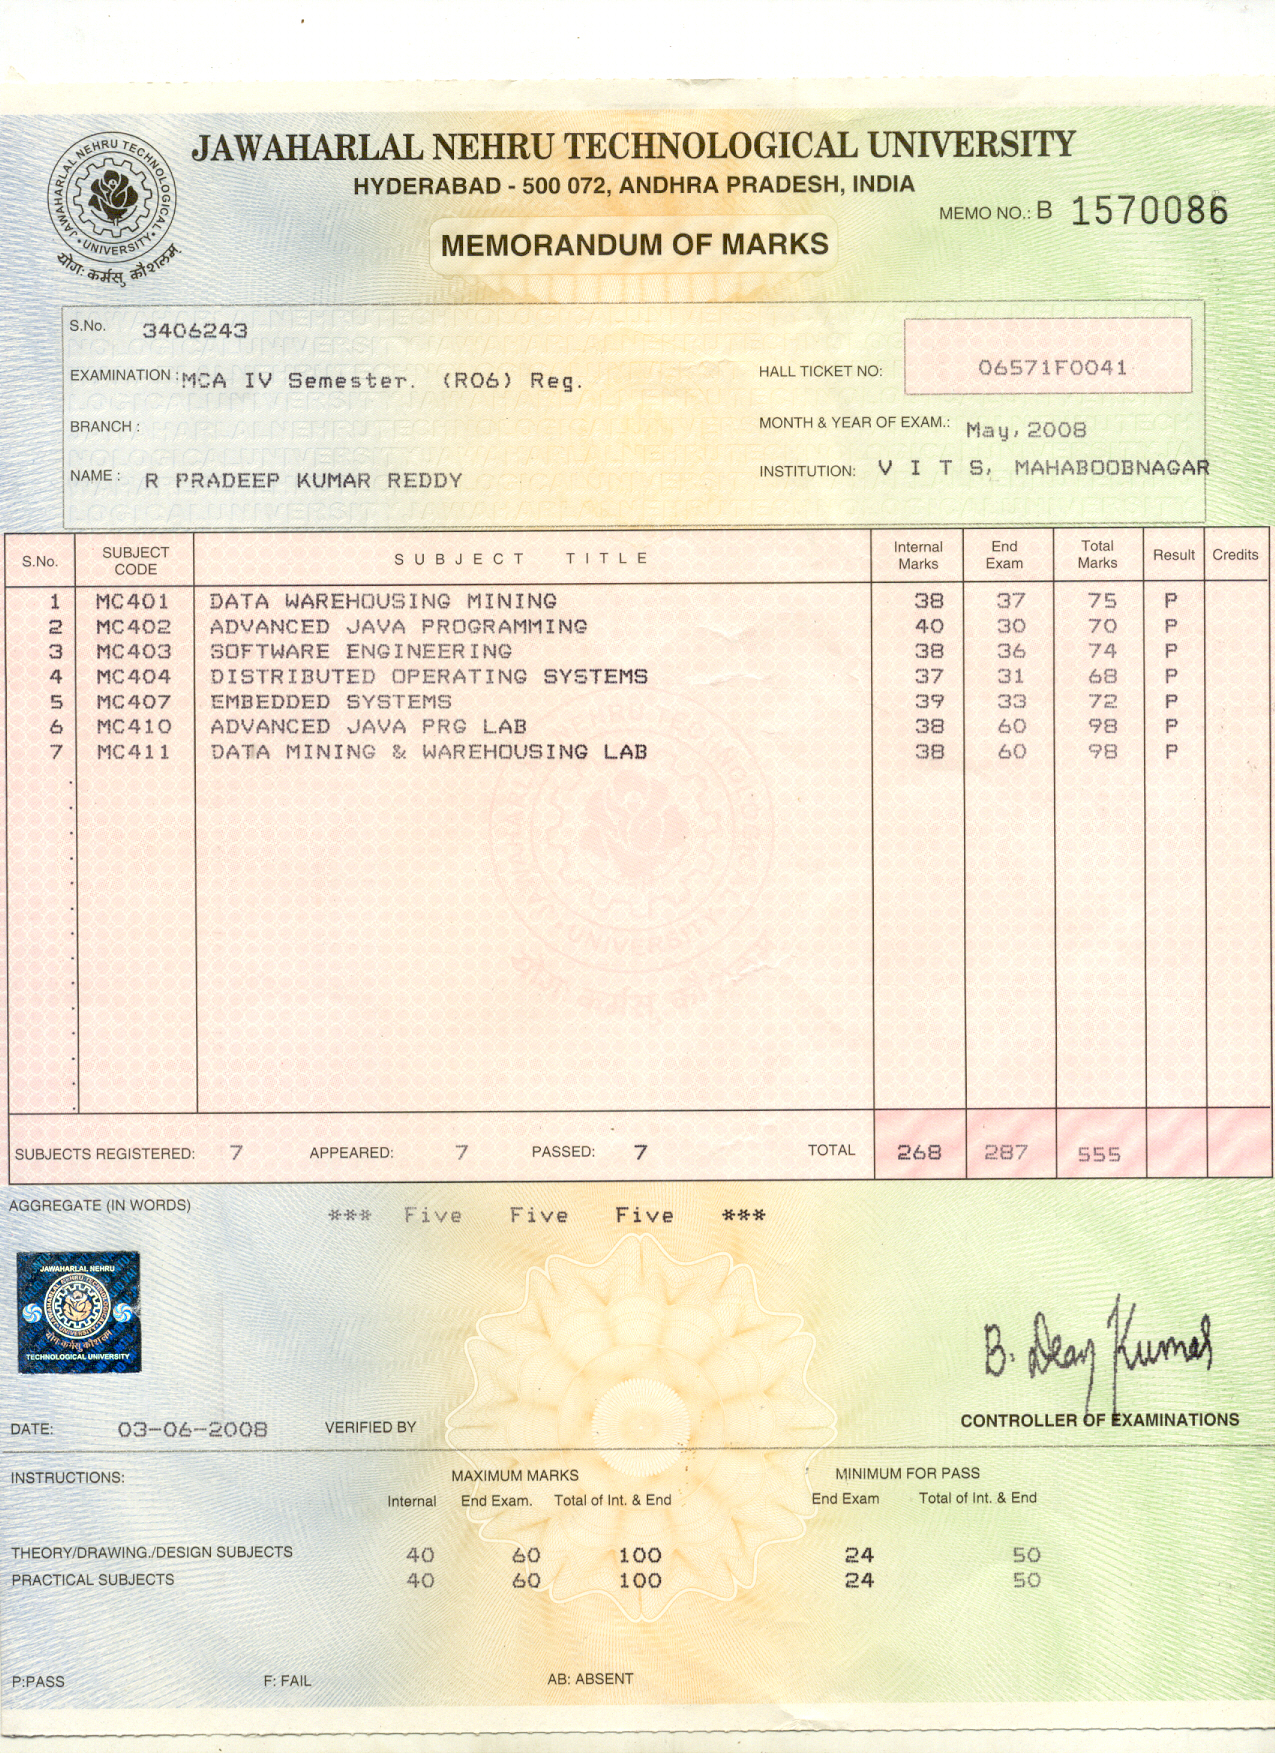 JAWAHARLAL NEHRU TECHNOLOGICAL UNIVERSITY
HYDERABAD - 500 072, ANDHRA PRADESH, INDIA
MEMO NO.: B 1570086
MEMORANDUM OF MARKS
JAWAHARLAL NEHRU TECHNOLOGICAL
UNIVERSITY
योगः कर्मसु कौशलम्
S.No. 3406243
EXAMINATION : MCA IV Semester. (R06) Reg.
HALL TICKET NO: 06571F0041
BRANCH :
MONTH & YEAR OF EXAM.: May, 2008
NAME : R PRADEEP KUMAR REDDY
INSTITUTION: V I T S, MAHABOOBNAGAR
S.No. SUBJECT CODE SUBJECT TITLE Internal Marks End Exam Total Marks Result Credits
1 MC401 DATA WAREHOUSING MINING 38 37 75 P
2 MC402 ADVANCED JAVA PROGRAMMING 40 30 70 P
3 MC403 SOFTWARE ENGINEERING 38 36 74 P
4 MC404 DISTRIBUTED OPERATING SYSTEMS 37 31 68 P
5 MC407 EMBEDDED SYSTEMS 39 33 72 P
6 MC410 ADVANCED JAVA PRG LAB 38 60 98 P
7 MC411 DATA MINING & WAREHOUSING LAB 38 60 98 P
SUBJECTS REGISTERED: 7 APPEARED: 7 PASSED: 7 TOTAL 268 287 555
AGGREGATE (IN WORDS) *** Five Five Five ***
JAWAHARLAL NEHRU
TECHNOLOGICAL UNIVERSITY
DATE: 03-06-2008 VERIFIED BY CONTROLLER OF EXAMINATIONS
INSTRUCTIONS: MAXIMUM MARKS MINIMUM FOR PASS
Internal End Exam. Total of Int. & End End Exam Total of Int. & End
THEORY/DRAWING./DESIGN SUBJECTS 40 60 100 24 50
PRACTICAL SUBJECTS 40 60 100 24 50
P:PASS F: FAIL AB: ABSENT